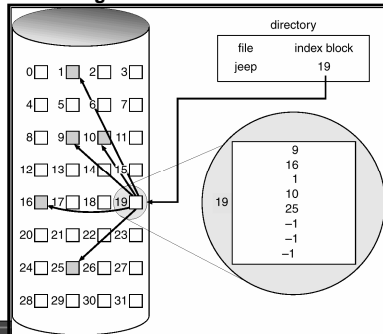 directory
file index block
jeep 19
0 1 2 3
4 5 6 7
8 9 10 11
12 13 14 15
16 17 18 19
20 21 22 23
24 25 26 27
28 29 30 31
19
9
16
1
10
25
–1
–1
–1